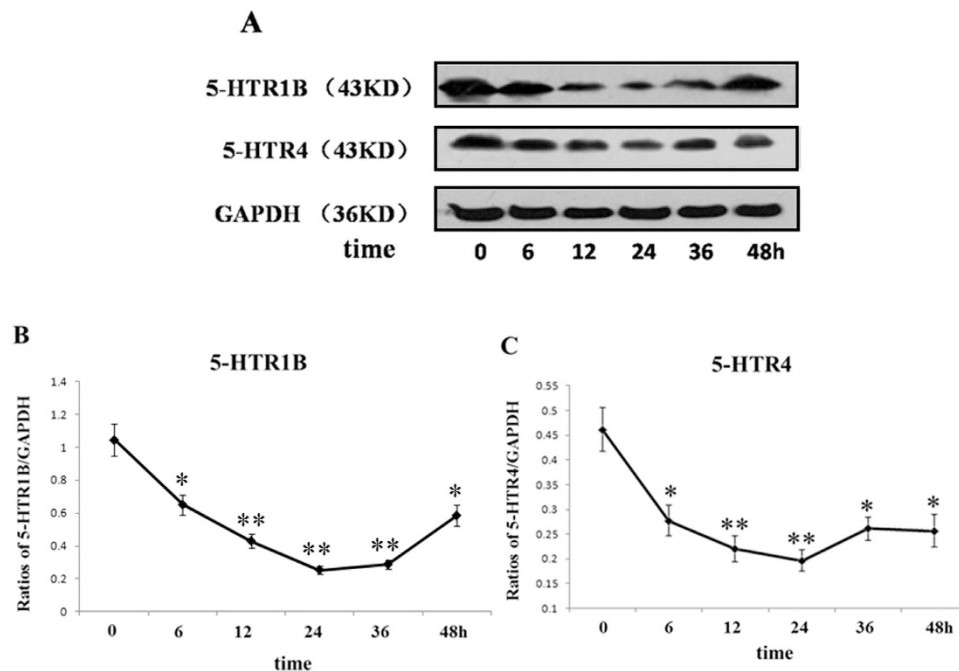 A
5-HTR1B （43KD）
5-HTR4（43KD）
GAPDH （36KD）
time 0 6 12 24 36 48h
B
5-HTR1B
Ratios of 5-HTR1B/GAPDH
1.4
1.2
1
0.8
0.6
0.4
0.2
0
*
**
**
**
*
0 6 12 24 36 48h
time
C
5-HTR4
Ratios of 5-HTR4/GAPDH
0.55
0.5
0.45
0.4
0.35
0.3
0.25
0.2
0.15
0.1
*
**
**
*
*
0 6 12 24 36 48h
time